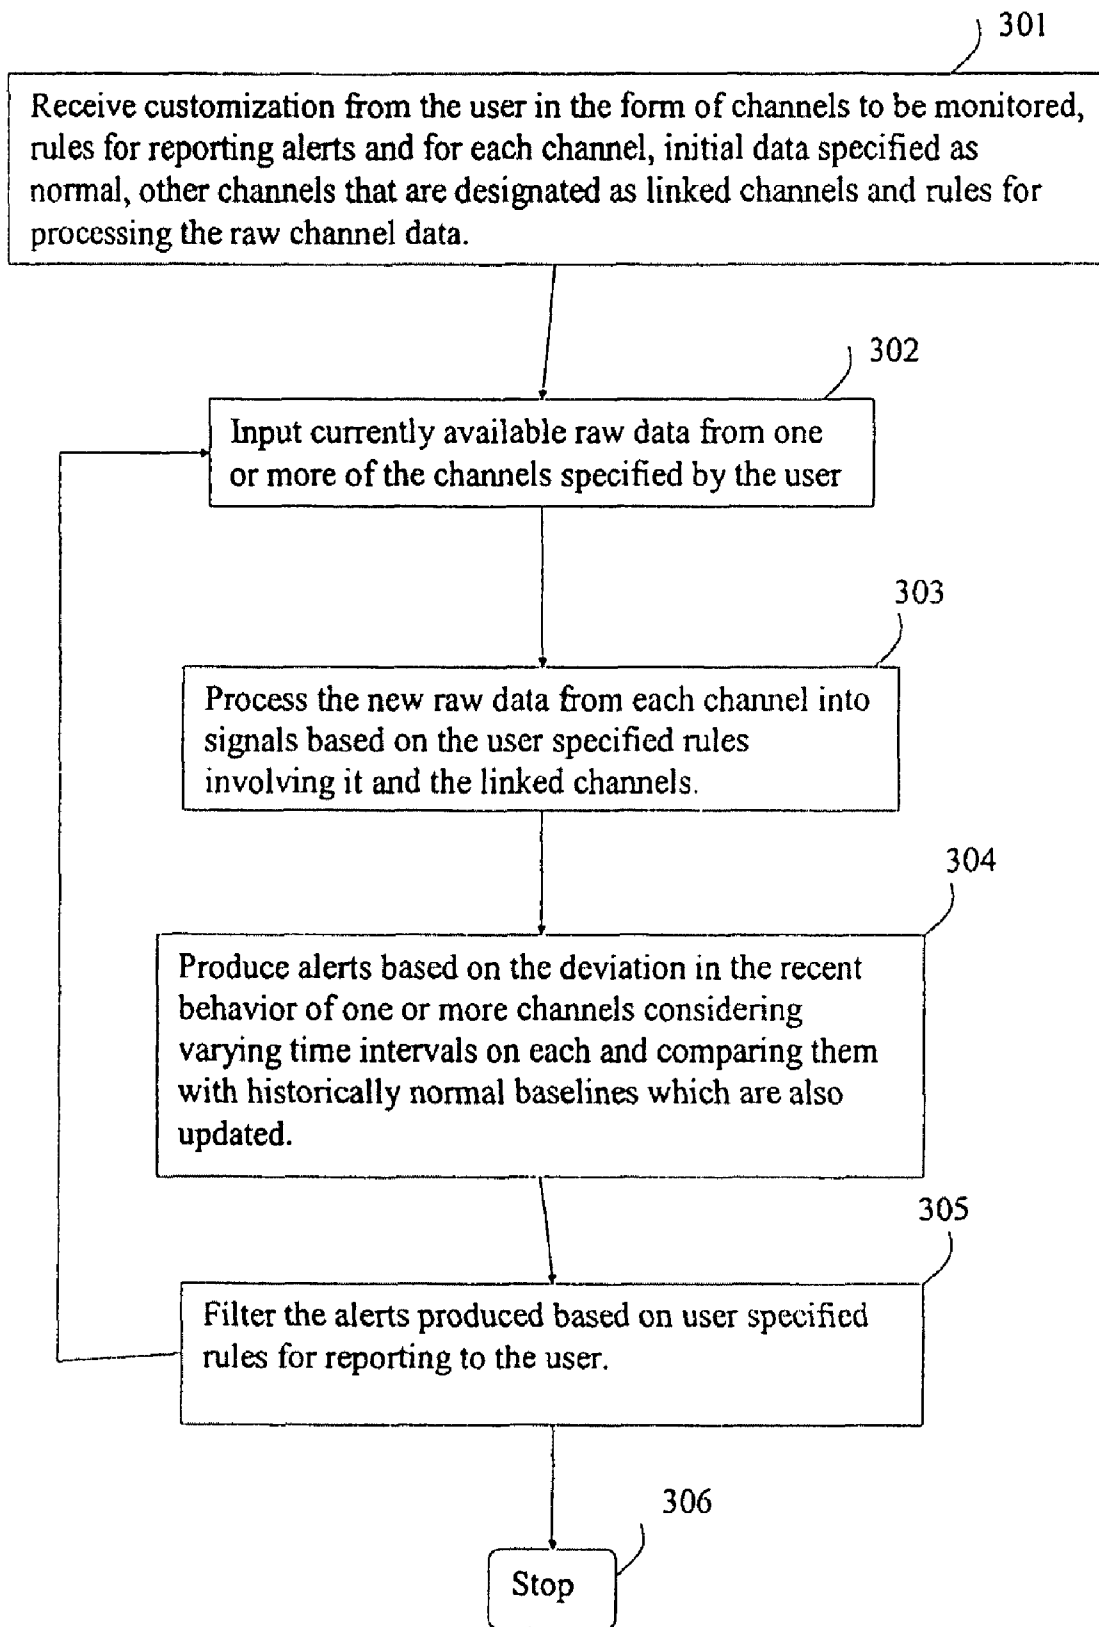 301
Receive customization from the user in the form of channels to be monitored,
rules for reporting alerts and for each channel, initial data specified as
normal, other channels that are designated as linked channels and rules for
processing the raw channel data.
302
Input currently available raw data from one
or more of the channels specified by the user
303
Process the new raw data from each channel into
signals based on the user specified rules
involving it and the linked channels.
304
Produce alerts based on the deviation in the recent
behavior of one or more channels considering
varying time intervals on each and comparing them
with historically normal baselines which are also
updated.
305
Filter the alerts produced based on user specified
rules for reporting to the user.
306
Stop